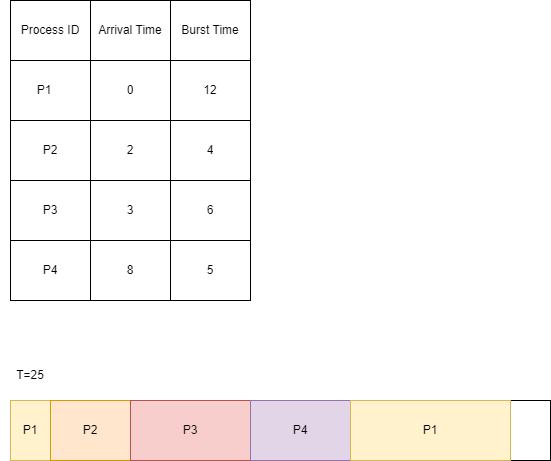 Process ID Arrival Time Burst Time
P1 0 12
P2 2 4
P3 3 6
P4 8 5
T=25
P1 P2 P3 P4 P1